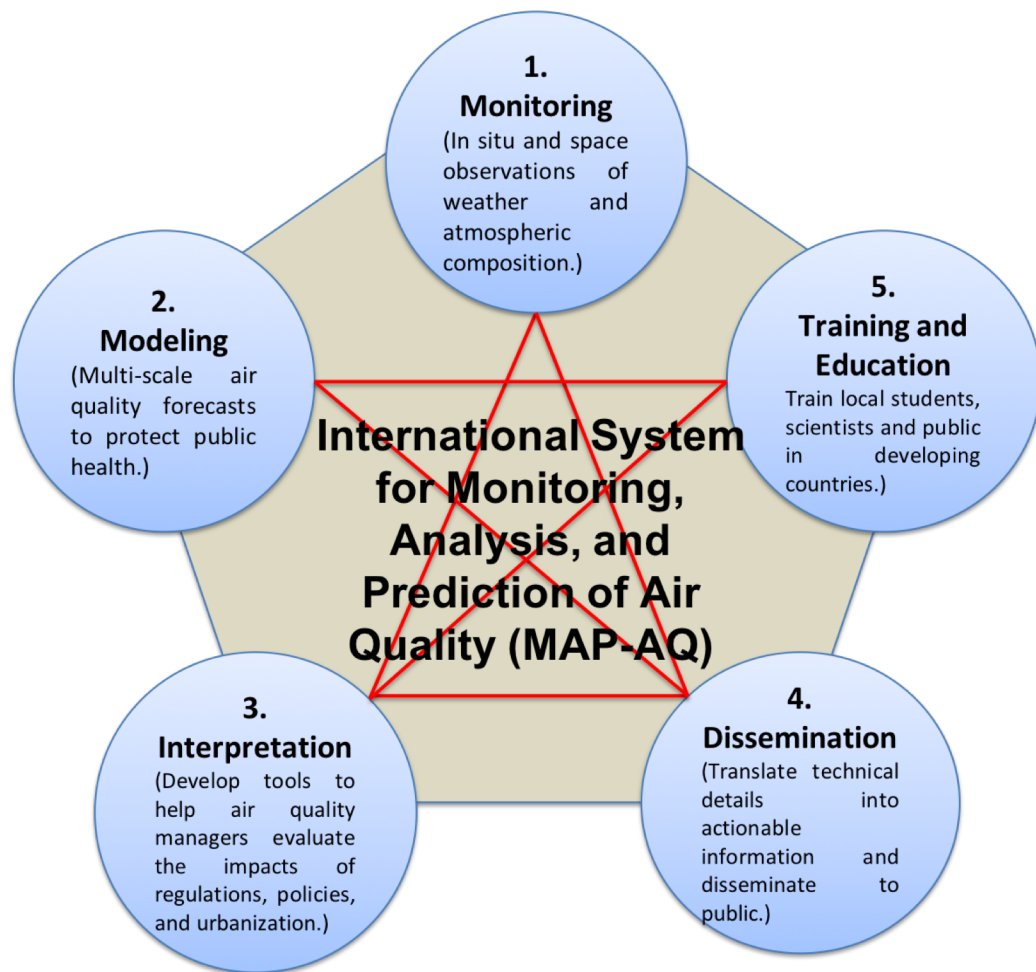 1.
Monitoring
(In situ and space
observations of
weather and
atmospheric
composition.)
2.
Modeling
(Multi-scale air
quality forecasts
to protect public
health.)
5.
Training and
Education
Train local students,
scientists and public
in developing
countries.)
International System
for Monitoring,
Analysis, and
Prediction of Air
Quality (MAP-AQ)
3.
Interpretation
(Develop tools to
help air quality
managers evaluate
the impacts of
regulations, policies,
and urbanization.)
4.
Dissemination
(Translate technical
details into
actionable
information and
disseminate to
public.)